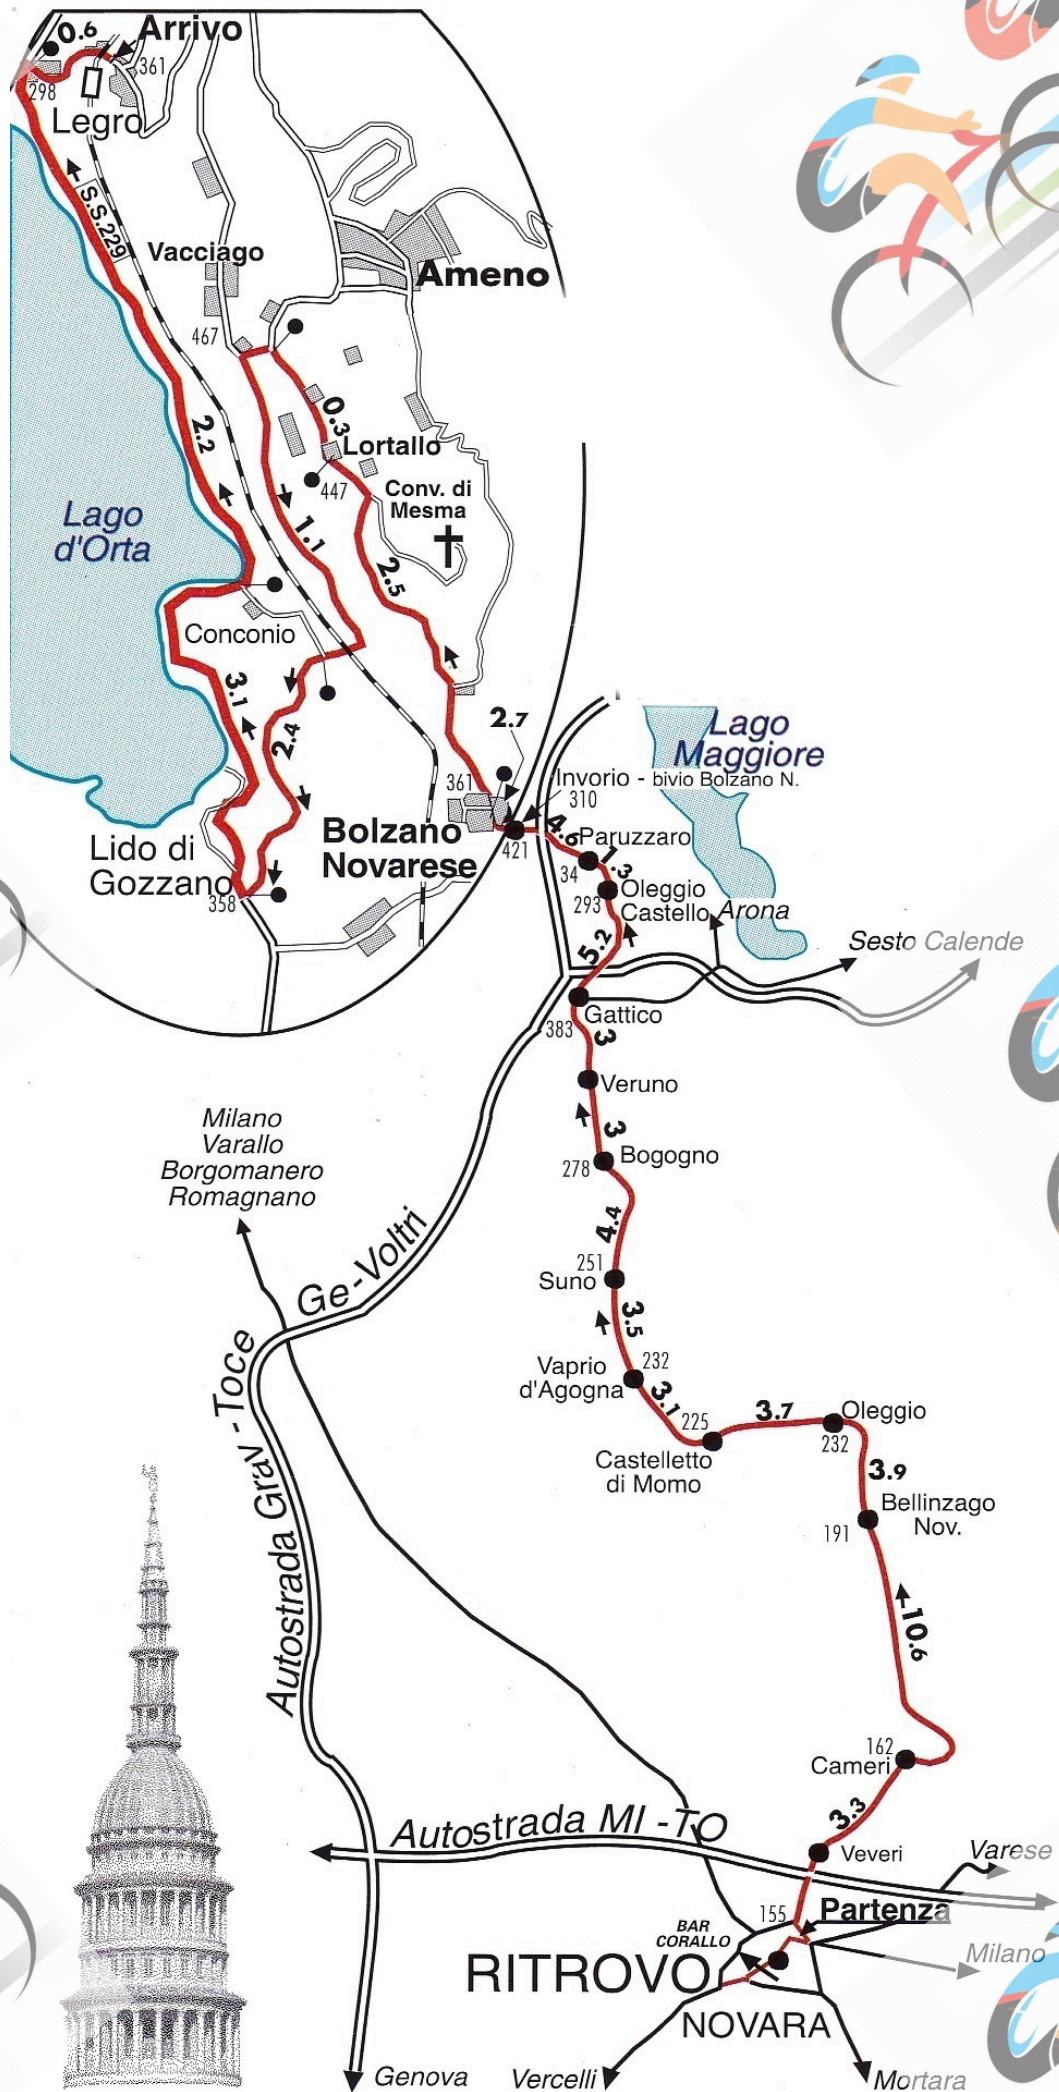 0.6
Arrivo
361
298
Legro
S.S.229
Vacciago
Ameno
467
0.3
2.2
Lortallo
447
Conv. di
Mesma
Lago
d'Orta
1.1
2.5
Conconio
3.1
2.4
2.7
Lago
Maggiore
Invorio - bivio Bolzano N.
310
361
Bolzano
Novarese
421
4.6
Paruzzaro
34
1.3
Lido di
Gozzano
358
293
Oleggio
Castello
Arona
5.2
Sesto Calende
Gattico
383
3
Veruno
Milano
Varallo
Borgomanero
Romagnano
3
278
Bogogno
4.4
251
Suno
Ge-Voltri
3.5
Vaprio
d'Agogna
232
3.1
225
3.7
Oleggio
232
Castelletto
di Momo
3.9
Bellinzago
Nov.
191
Autostrada Grav - Toce
10.6
162
Cameri
3.3
Autostrada MI - TO
Veveri
Varese
155
Partenza
BAR
CORALLO
RITROVO
Milano
NOVARA
Genova
Vercelli
Mortara